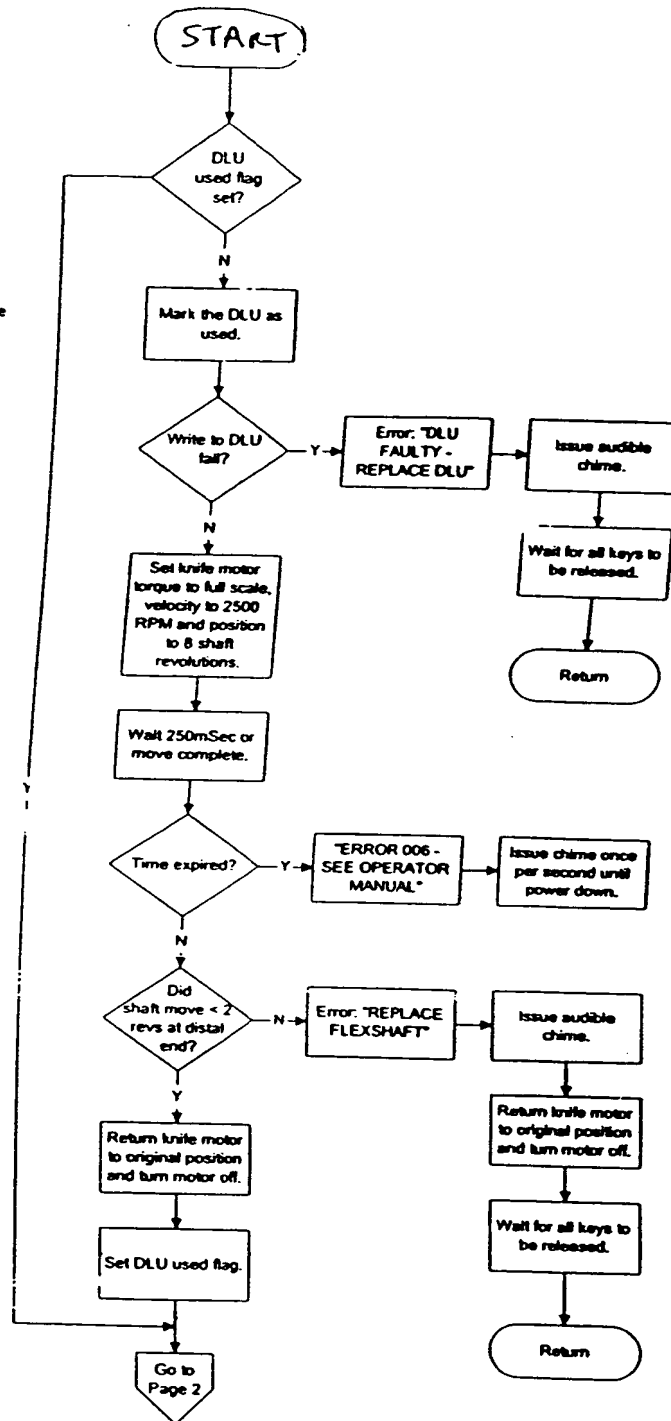 START
DLU
used flag
set?
N
Mark the DLU as
used.
Write to DLU
fail?
Y
Error: "DLU
FAULTY -
REPLACE DLU"
Issue audible
chime.
Wait for all keys to
be released.
Return
N
Set knife motor
torque to full scale,
velocity to 2500
RPM and position
to 8 shaft
revolutions.
Wait 250mSec or
move complete.
Y
Time expired?
Y
"ERROR 006 -
SEE OPERATOR
MANUAL"
Issue chime once
per second until
power down.
N
Did
shaft move < 2
revs at distal
end?
N
Error: "REPLACE
FLEXSHAFT"
Issue audible
chime.
Return knife motor
to original position
and turn motor off.
Wait for all keys to
be released.
Return
Y
Return knife motor
to original position
and turn motor off.
Set DLU used flag.
Go to
Page 2